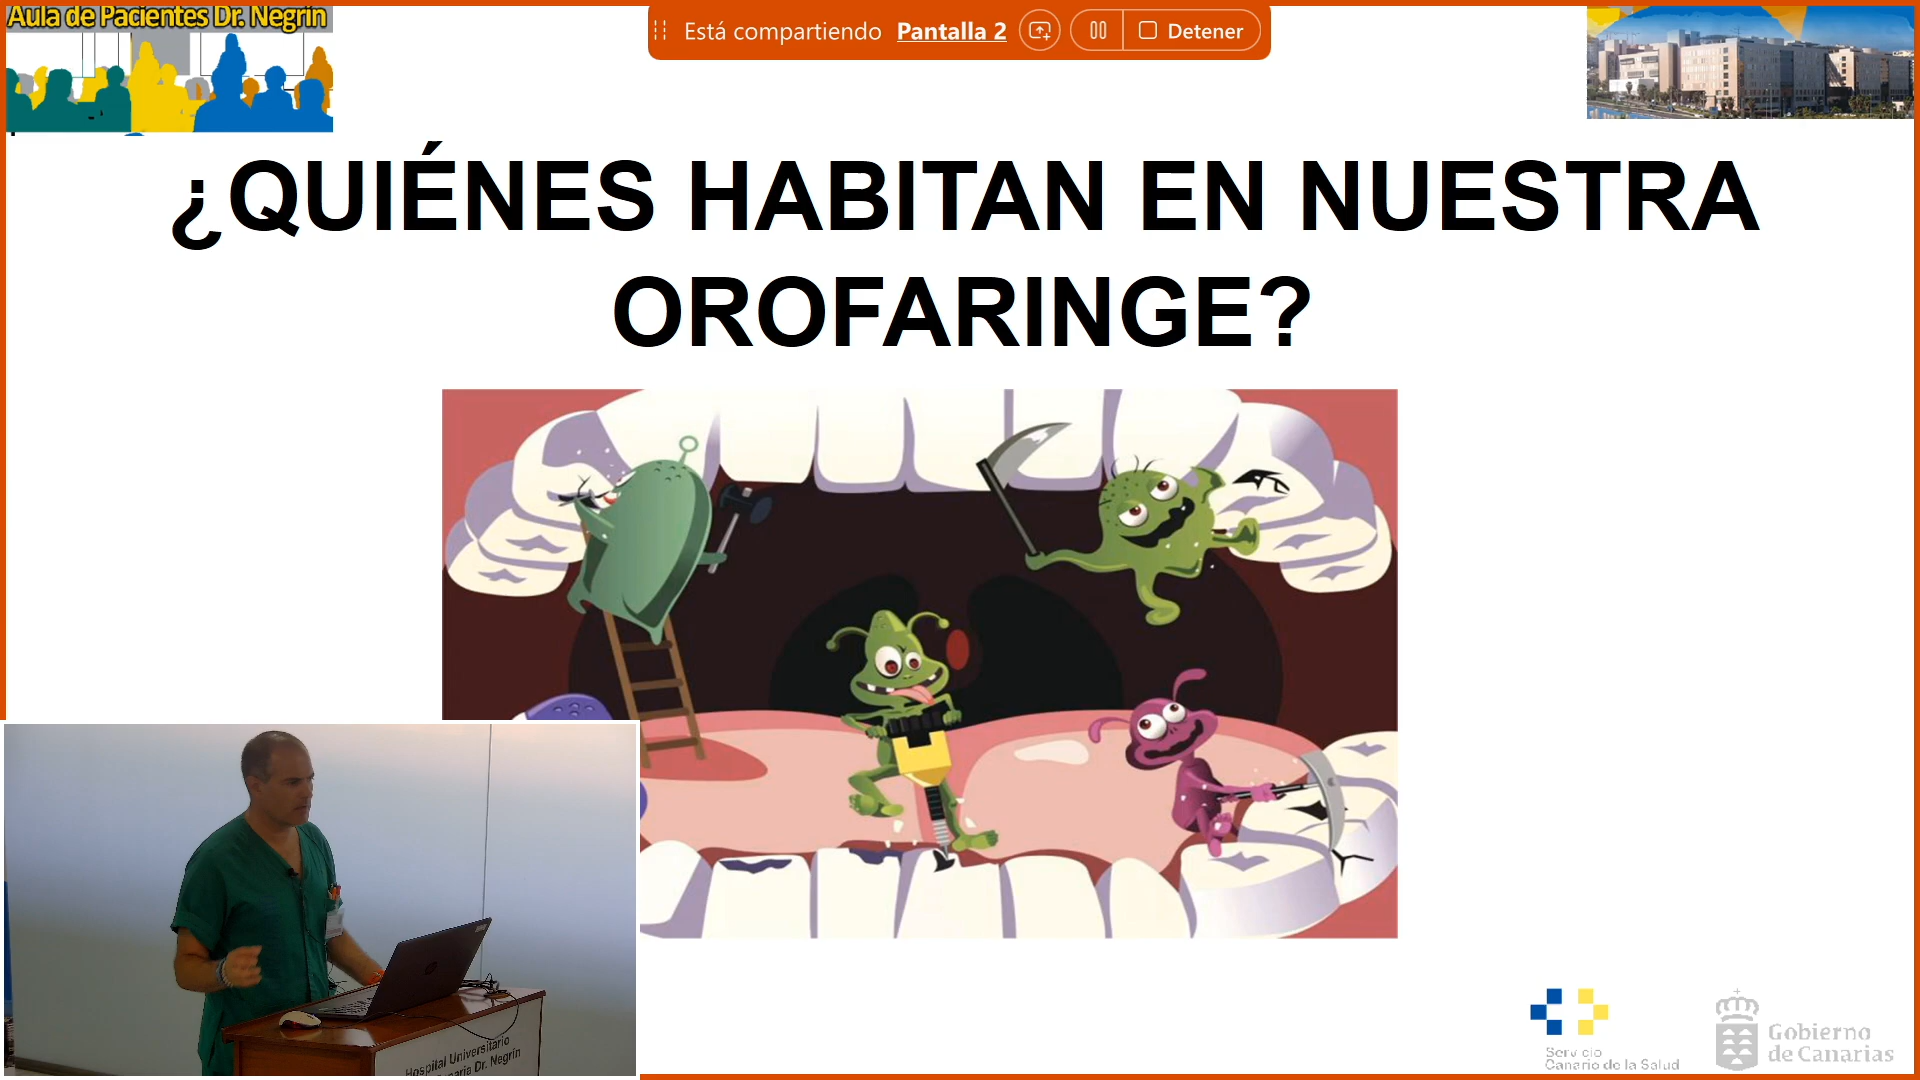 Aula de Pacientes Dr. Negrín
Está compartiendo Pantalla 2
Detener
¿QUIÉNES HABITAN EN NUESTRA
OROFARINGE?
Hospital Universitario
Dr. Negrín
Servicio
Canario de la Salud
Gobierno
de Canarias